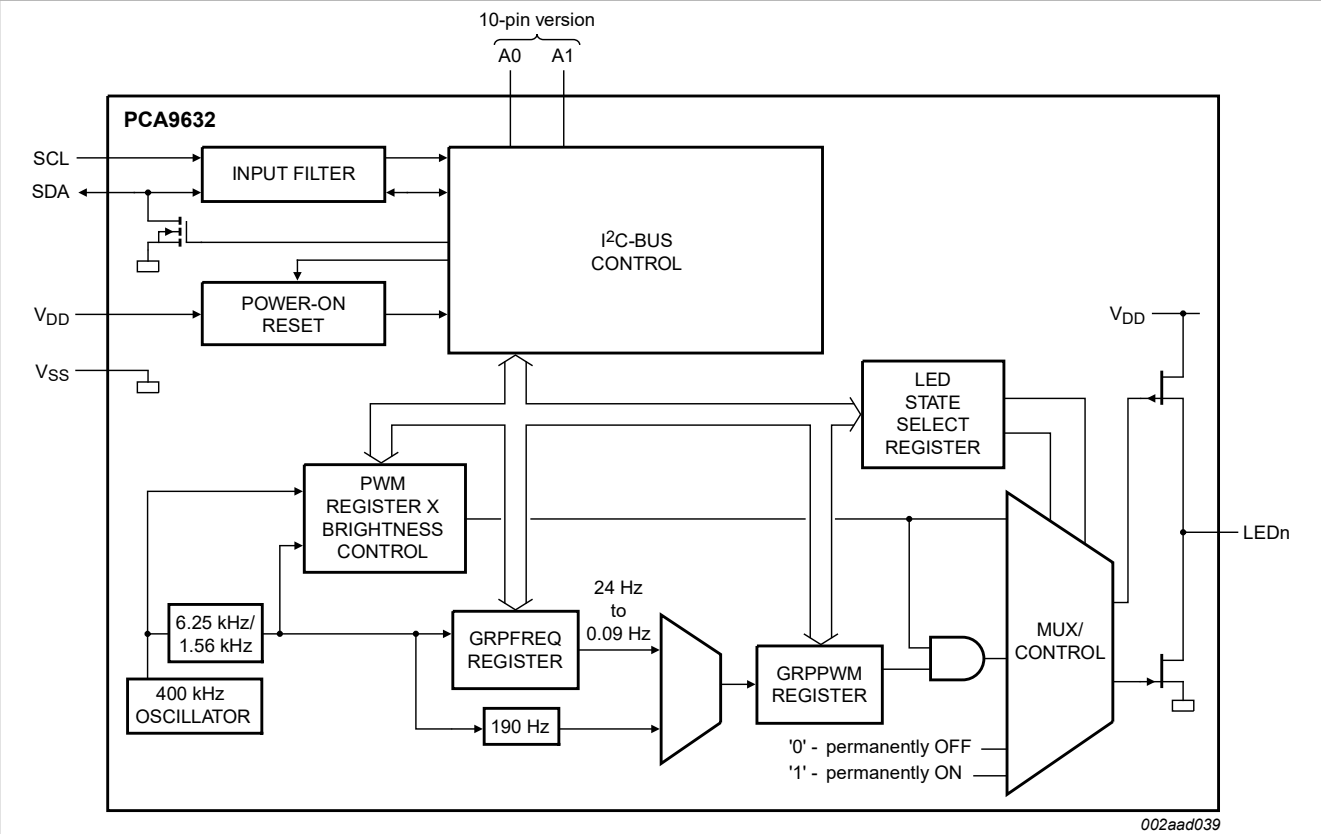 10-pin version
A0 A1
PCA9632
SCL
SDA
INPUT FILTER
I2C-BUS
CONTROL
POWER-ON
RESET
VDD
VSS
VDD
LED
STATE
SELECT
REGISTER
PWM
REGISTER X
BRIGHTNESS
CONTROL
LEDn
24 Hz
to
0.09 Hz
6.25 kHz/
1.56 kHz
GRPFREQ
REGISTER
MUX/
CONTROL
GRPPWM
REGISTER
400 kHz
OSCILLATOR
190 Hz
'0' - permanently OFF
'1' - permanently ON
002aad039